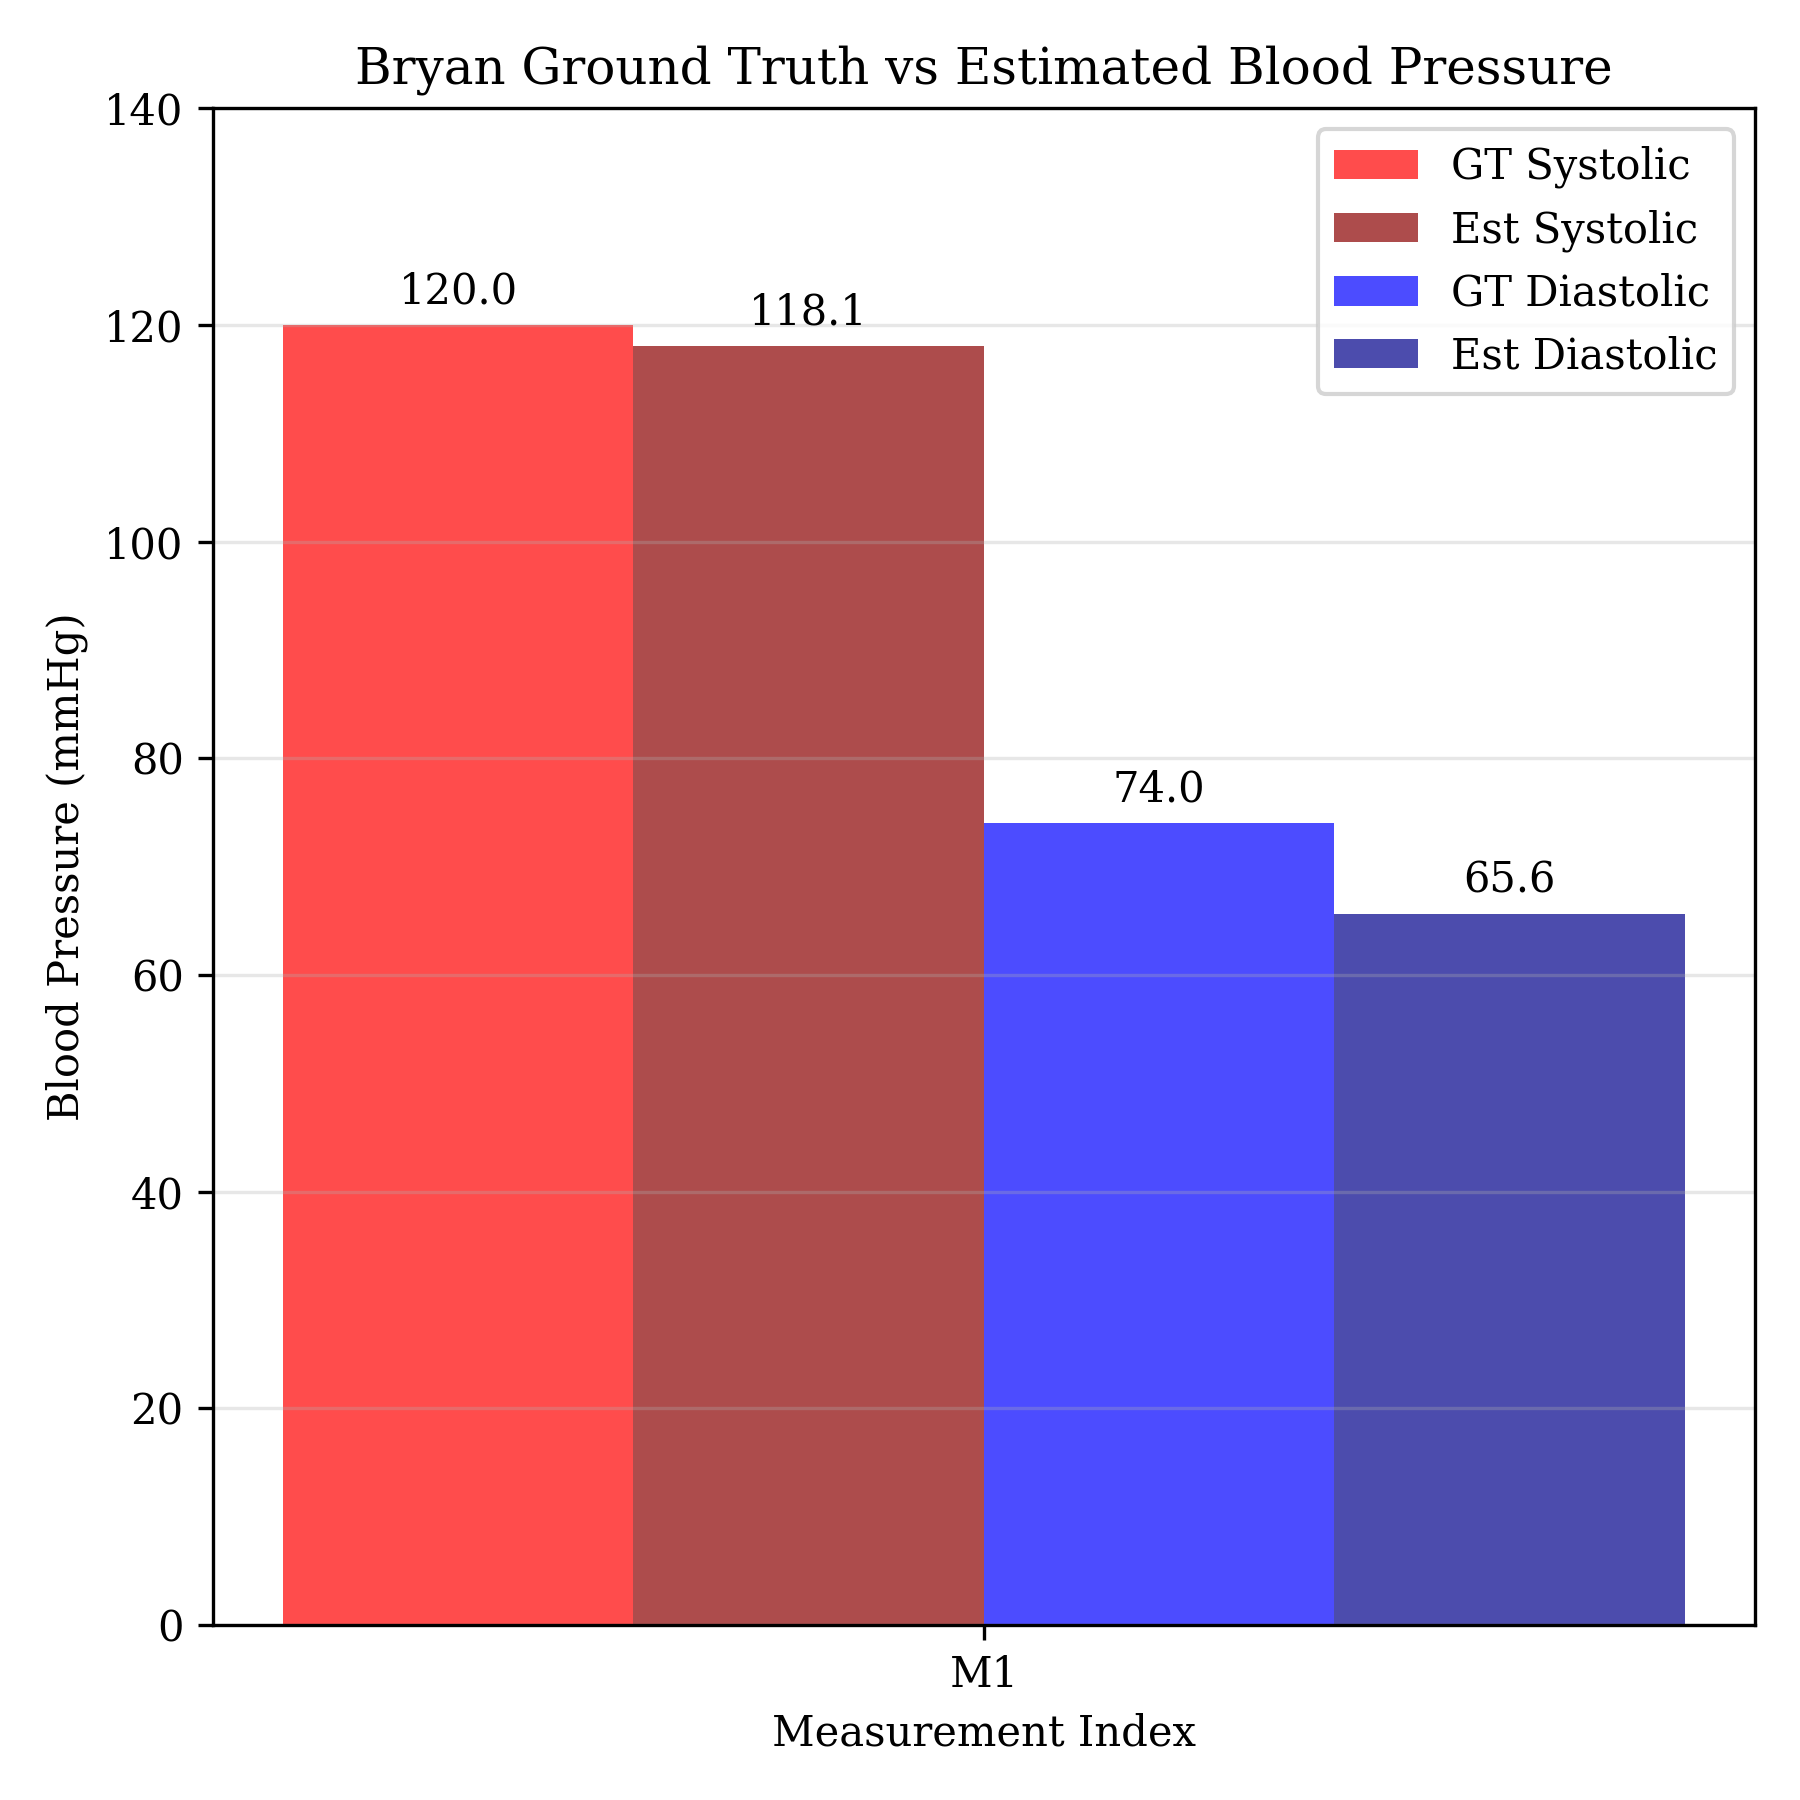 Bryan Ground Truth vs Estimated Blood Pressure
140
120
100
80
60
40
20
0
Blood Pressure (mmHg)
GT Systolic
Est Systolic
GT Diastolic
Est Diastolic
120.0
118.1
74.0
65.6
M1
Measurement Index